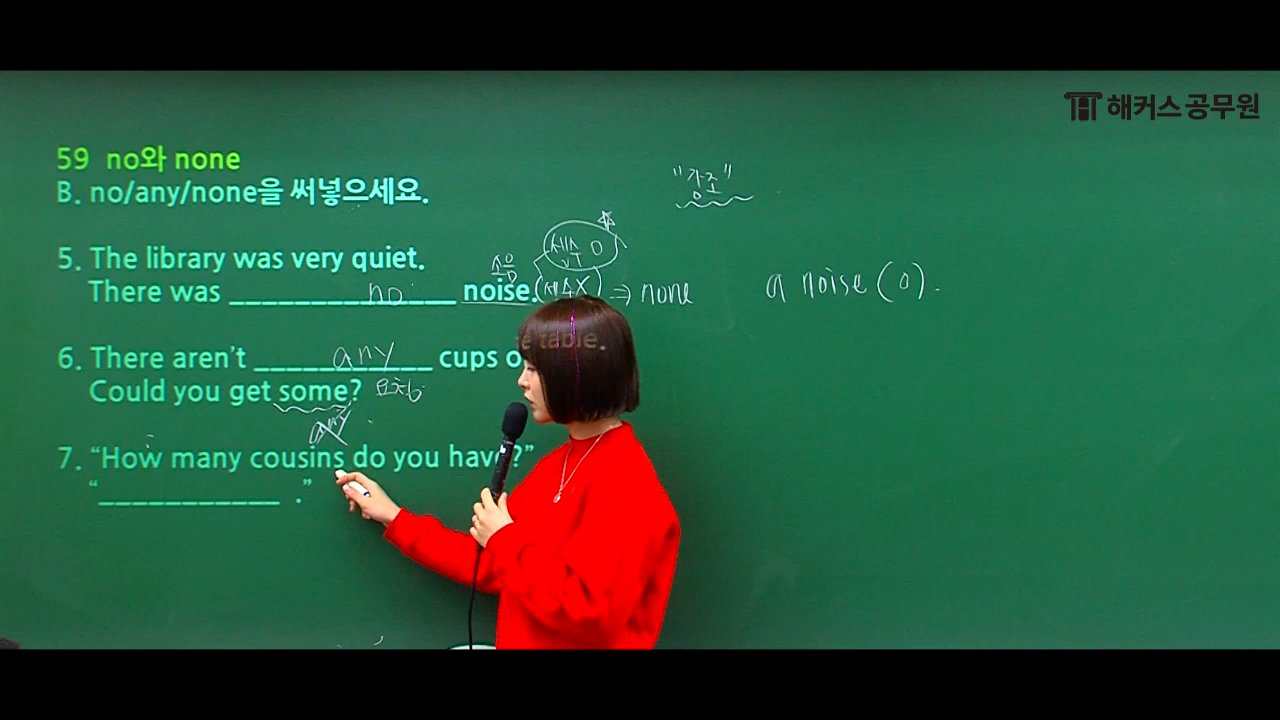 해커스 공무원
59 no와 none
B. no/any/none을 써넣으세요.
"강조"
5. The library was very quiet.
셀수 O
소음
There was ______________ no noise. (셀수X) → none
a noise (O).
6. There aren't ___________ any cups o e table.
Could you get some? 요청
any
7. "How many cousins do you hav ?"
"___________ ."